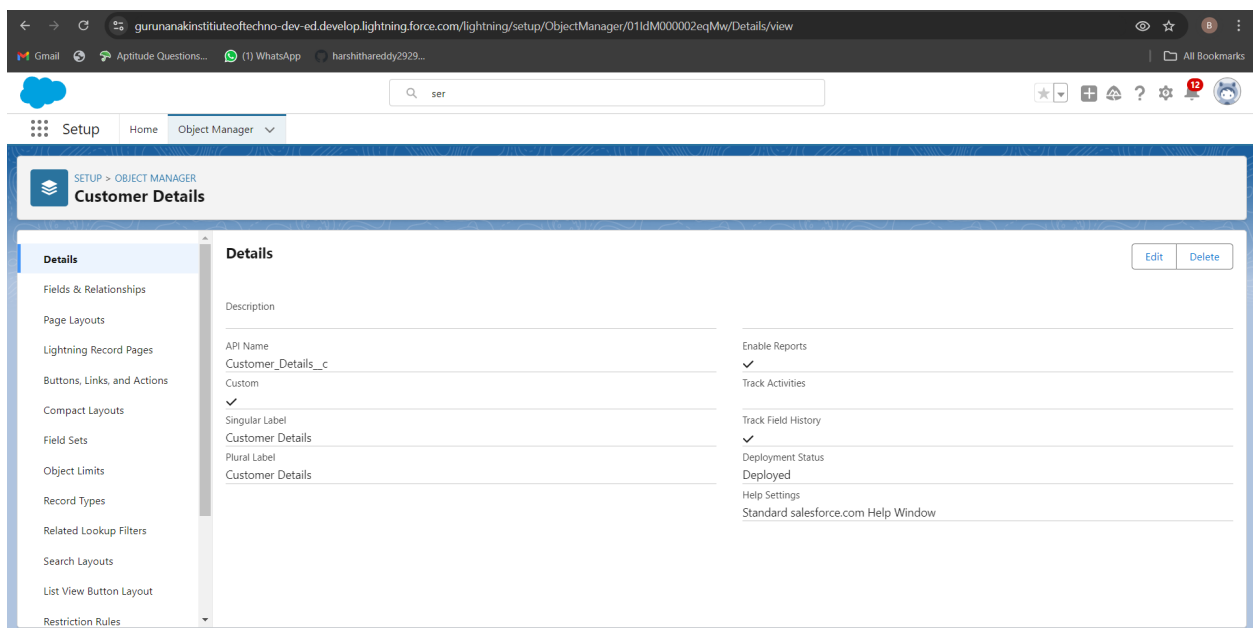 gurunanakinstitiuteoftechno-dev-ed.develop.lightning.force.com/lightning/setup/ObjectManager/01IdM000002eqMw/Details/view
B
Gmail
Aptitude Questions...
(1) WhatsApp
harshithareddy2929...
All Bookmarks
ser
12
Setup
Home
Object Manager
SETUP > OBJECT MANAGER
Customer Details
Details
Fields & Relationships
Page Layouts
Lightning Record Pages
Buttons, Links, and Actions
Compact Layouts
Field Sets
Object Limits
Record Types
Related Lookup Filters
Search Layouts
List View Button Layout
Restriction Rules
Details
Edit
Delete
Description
API Name
Customer_Details__c
Custom
Singular Label
Customer Details
Plural Label
Customer Details
Enable Reports
Track Activities
Track Field History
Deployment Status
Deployed
Help Settings
Standard salesforce.com Help Window